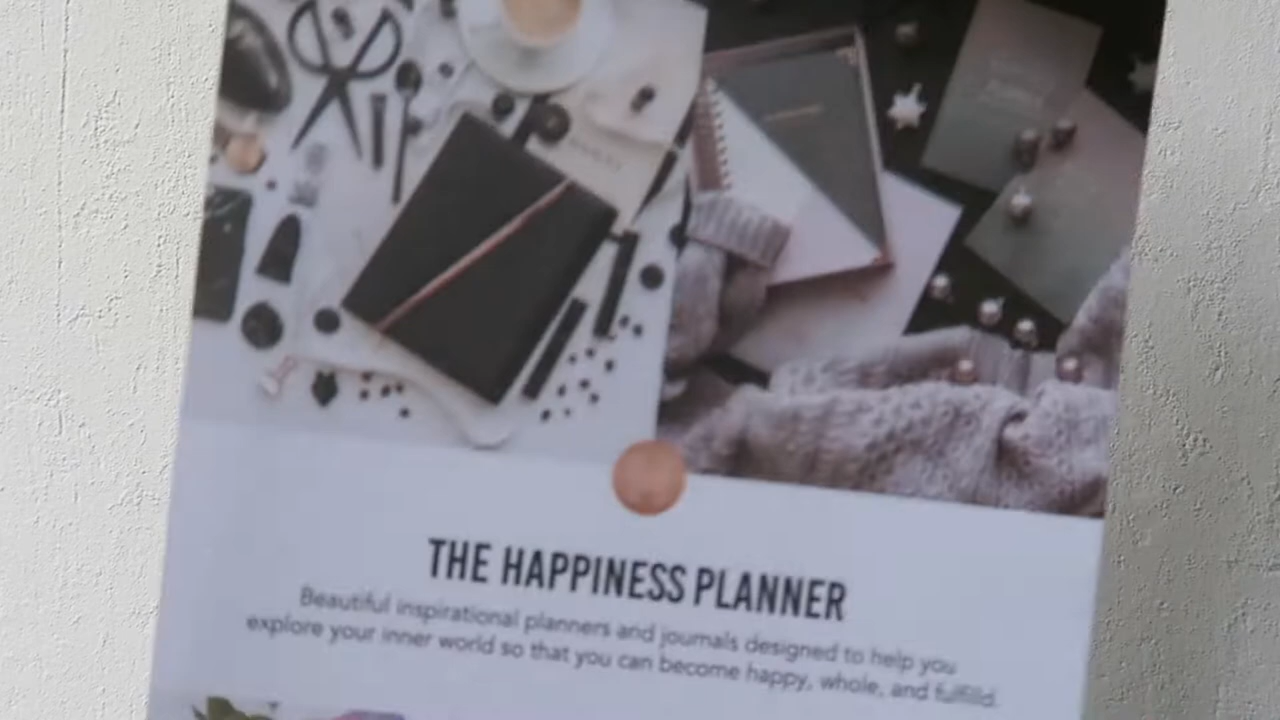 THE HAPPINESS PLANNER
Beautiful inspirational planners and journals designed to help you
explore your inner world so that you can become happy, whole, and fulfilld.